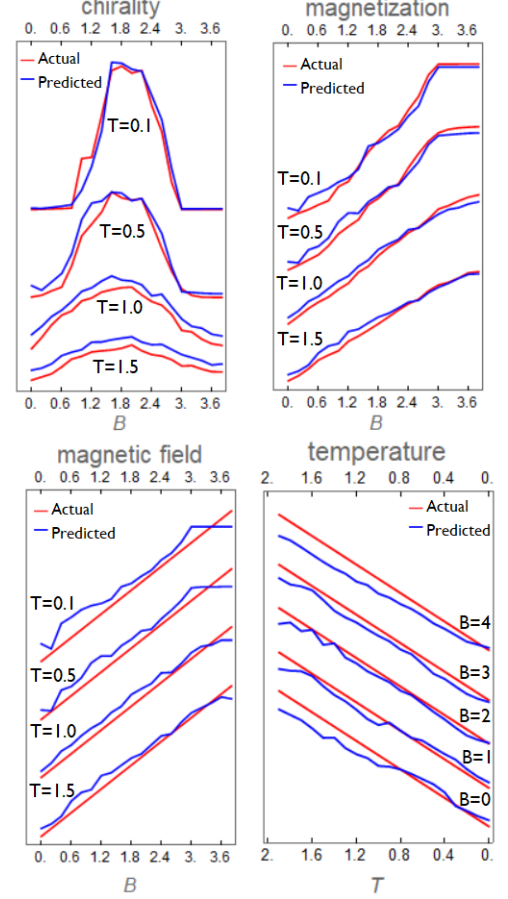 chirality
0. 0.6 1.2 1.8 2.4 3. 3.6
Actual
Predicted
T=0.1
T=0.5
T=1.0
T=1.5
0. 0.6 1.2 1.8 2.4 3. 3.6
B
magnetization
0. 0.6 1.2 1.8 2.4 3. 3.6
Actual
Predicted
T=0.1
T=0.5
T=1.0
T=1.5
0. 0.6 1.2 1.8 2.4 3. 3.6
B
magnetic field
0. 0.6 1.2 1.8 2.4 3. 3.6
Actual
Predicted
T=0.1
T=0.5
T=1.0
T=1.5
0. 0.6 1.2 1.8 2.4 3. 3.6
B
temperature
2. 1.6 1.2 0.8 0.4 0.
Actual
Predicted
B=4
B=3
B=2
B=1
B=0
2. 1.6 1.2 0.8 0.4 0.
T